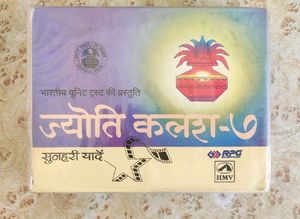 भारतीय यूनिट ट्रस्ट की प्रस्तुति
ज्योति कलश-७
सुनहरी यादें
RPG
HMV